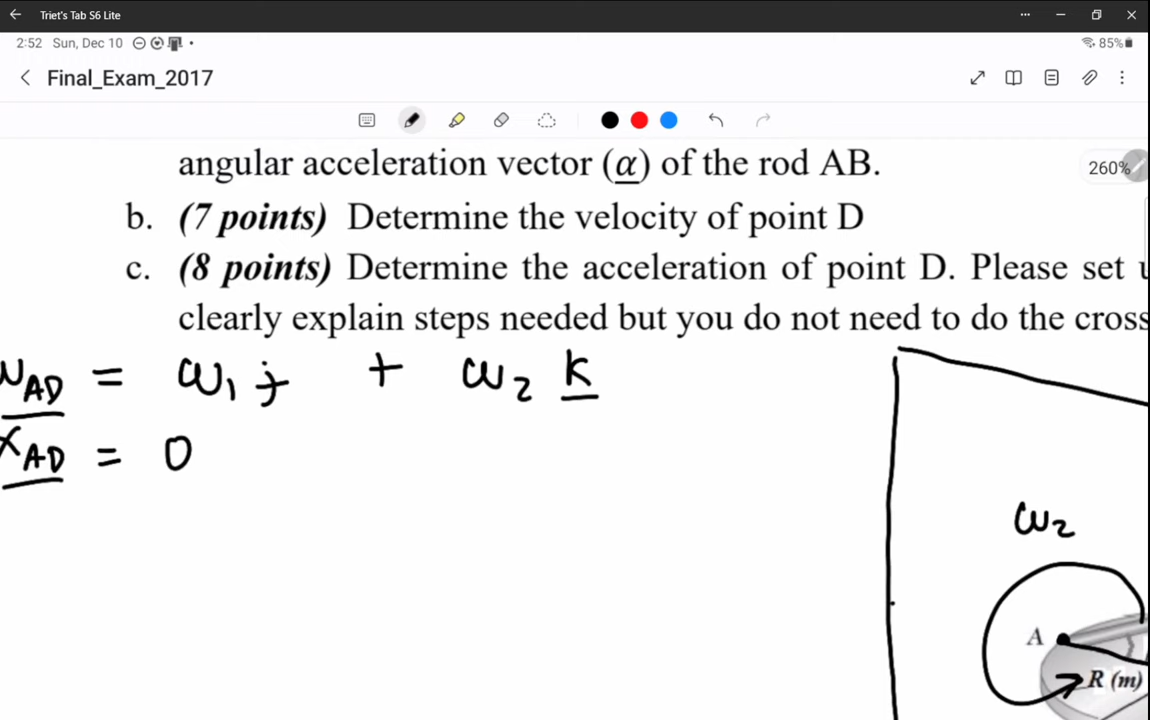 Triet's Tab S6 Lite
2:52 Sun, Dec 10
85%
Final_Exam_2017
angular acceleration vector (α) of the rod AB.
260%
b. (7 points) Determine the velocity of point D
c. (8 points) Determine the acceleration of point D. Please set
clearly explain steps needed but you do not need to do the cross
AD = ω₁ j + ω₂ k
AD = 0
ω₂
A
R (m)